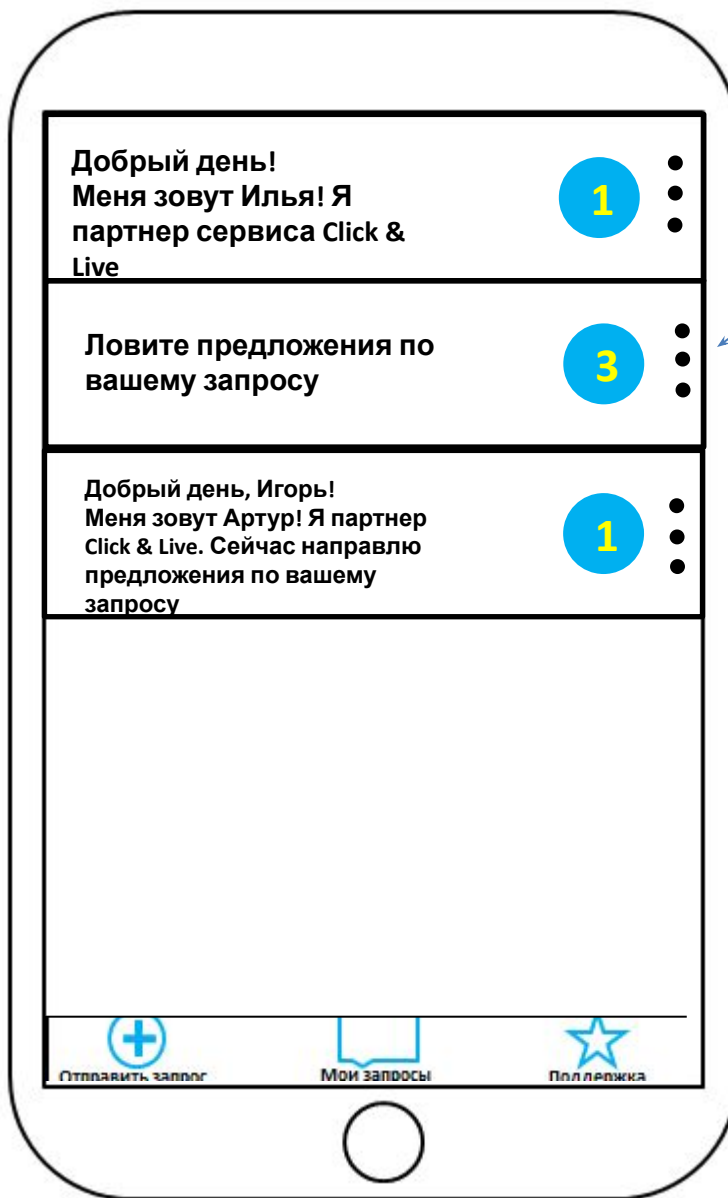 Добрый день!
Меня зовут Илья! Я
партнер сервиса Click &
Live
1
Ловите предложения по
вашему запросу
3
Добрый день, Игорь!
Меня зовут Артур! Я партнер
Click & Live. Сейчас направлю
предложения по вашему
запросу
1
Отправить запрос
Мои запросы
Поддержка